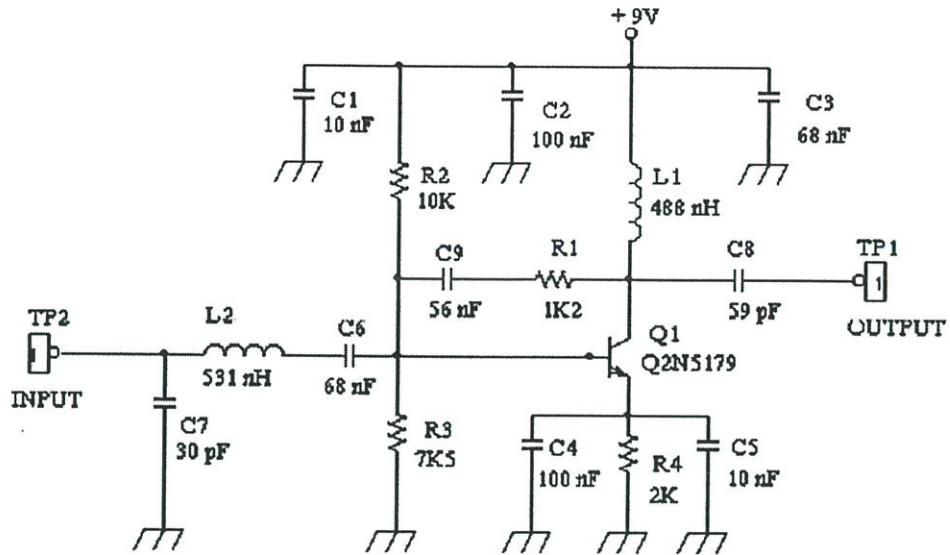 + 9V
C1
10 nF
C2
100 nF
C3
68 nF
R2
10K
L1
488 nH
C9
56 nF
R1
1K2
C8
59 pF
TP1
1
OUTPUT
TP2
INPUT
L2
531 nH
C6
68 nF
Q1
Q2N5179
C7
30 pF
R3
7K5
C4
100 nF
R4
2K
C5
10 nF